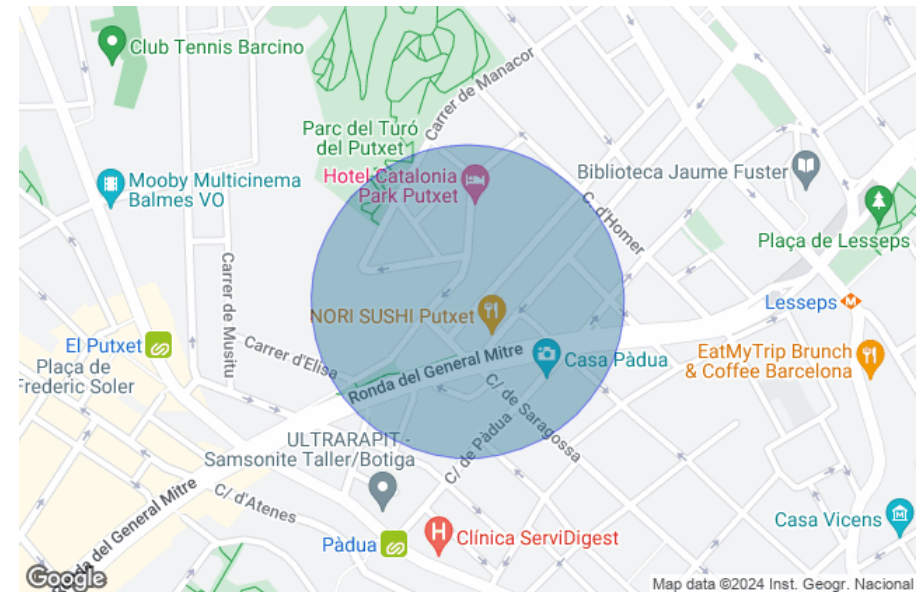 Club Tennis Barcino
Carrer de Manacor
Parc del Turó
del Putxet
Hotel Catalonia
Park Putxet
Biblioteca Jaume Fuster
Mooby Multicinema
Balmes VO
C. d'Homer
Plaça de Lesseps
Carrer de Musitu
Lesseps
M
NORI SUSHI Putxet
El Putxet
Carrer d'Elisa
Plaça de
Frederic Soler
Ronda del General Mitre
Casa Pàdua
EatMyTrip Brunch
& Coffee Barcelona
C/ de Saragossa
C/ de Pàdua
ULTRARAPIT -
Samsonite Taller/Botiga
Ronda del General Mitre
C/ d'Atenes
Pàdua
H
Clínica ServiDigest
Casa Vicens
Google
Map data ©2024 Inst. Geogr. Nacional